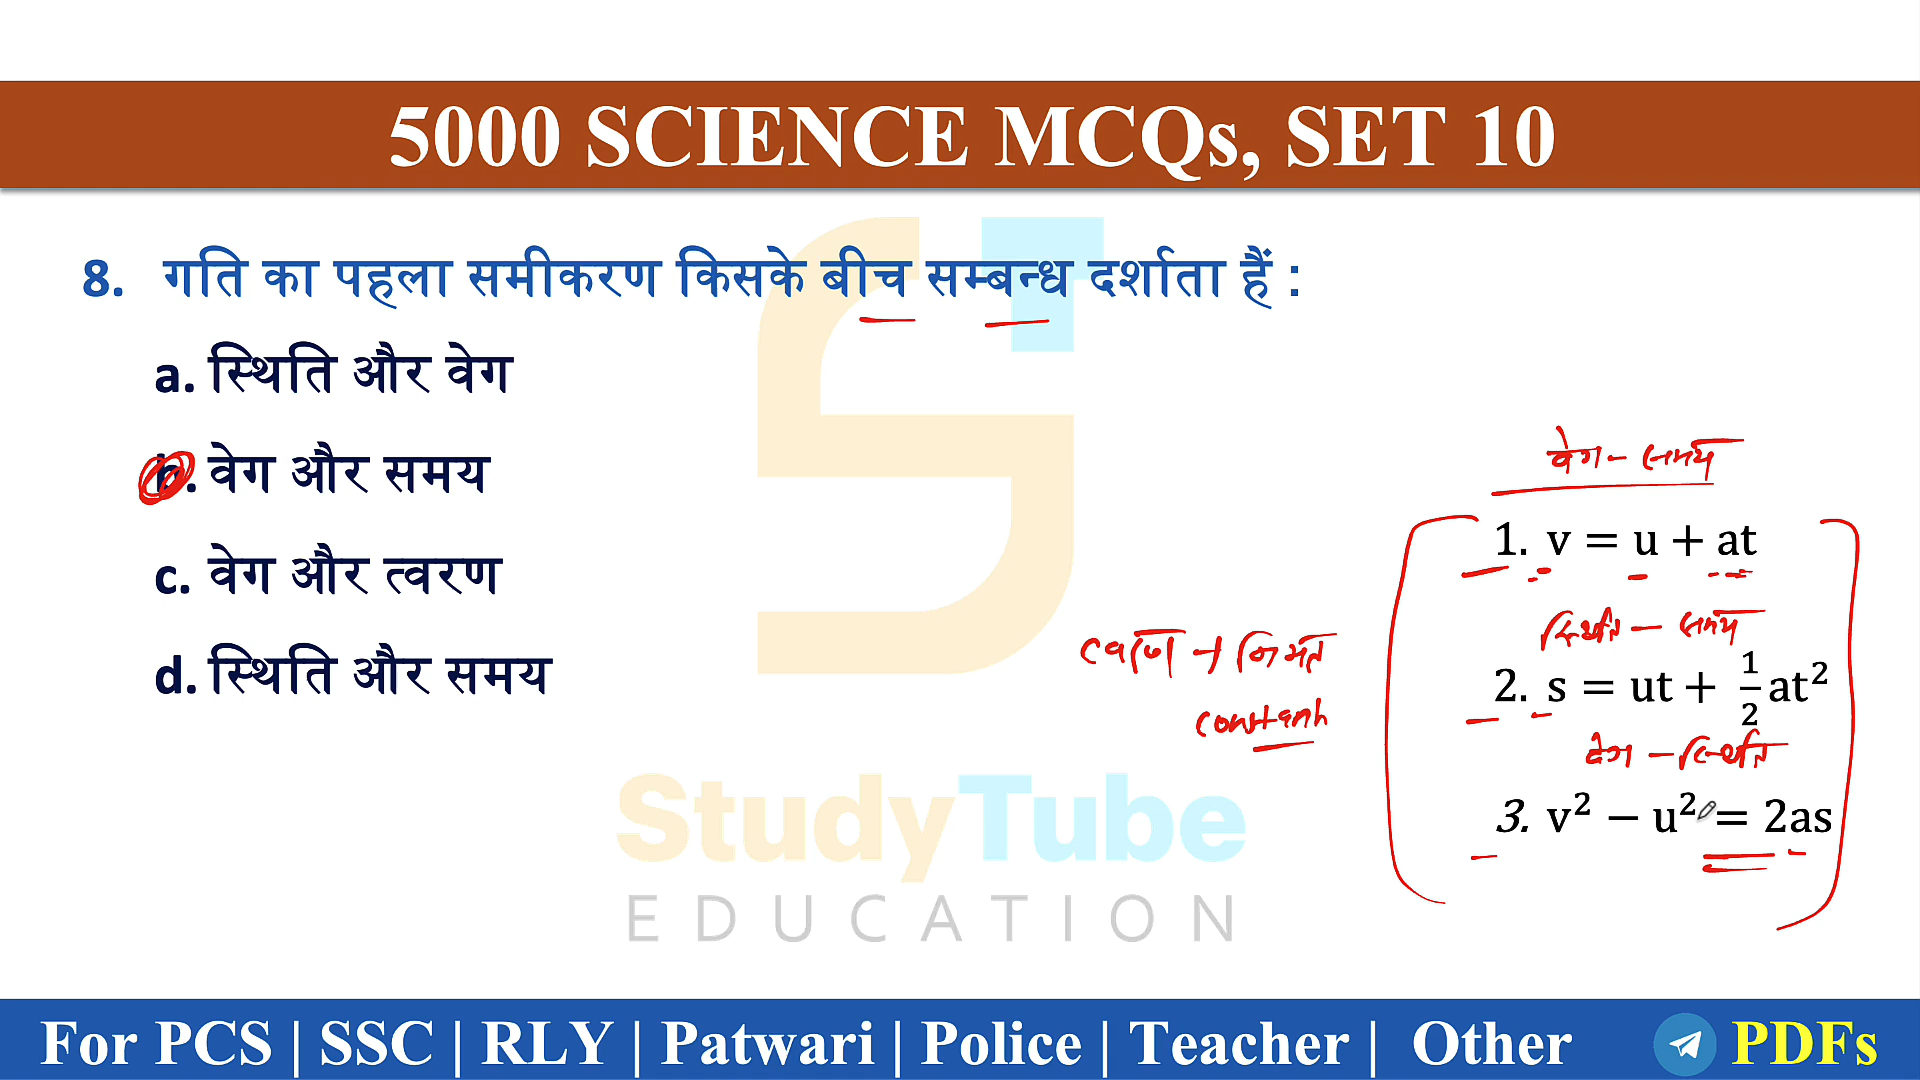 5000 SCIENCE MCQs, SET 10
8. गति का पहला समीकरण किसके बीच सम्बन्ध दर्शाता हैं :
a. स्थिति और वेग
b. वेग और समय
c. वेग और त्वरण
d. स्थिति और समय
वेग - समय
1. v = u + at
स्थिति - समय
2. s = ut + 1/2 at²
वेग - स्थिति
3. v² − u² = 2as
त्वरण → नियत
constant
StudyTube
EDUCATION
For PCS | SSC | RLY | Patwari | Police | Teacher | Other
PDFs